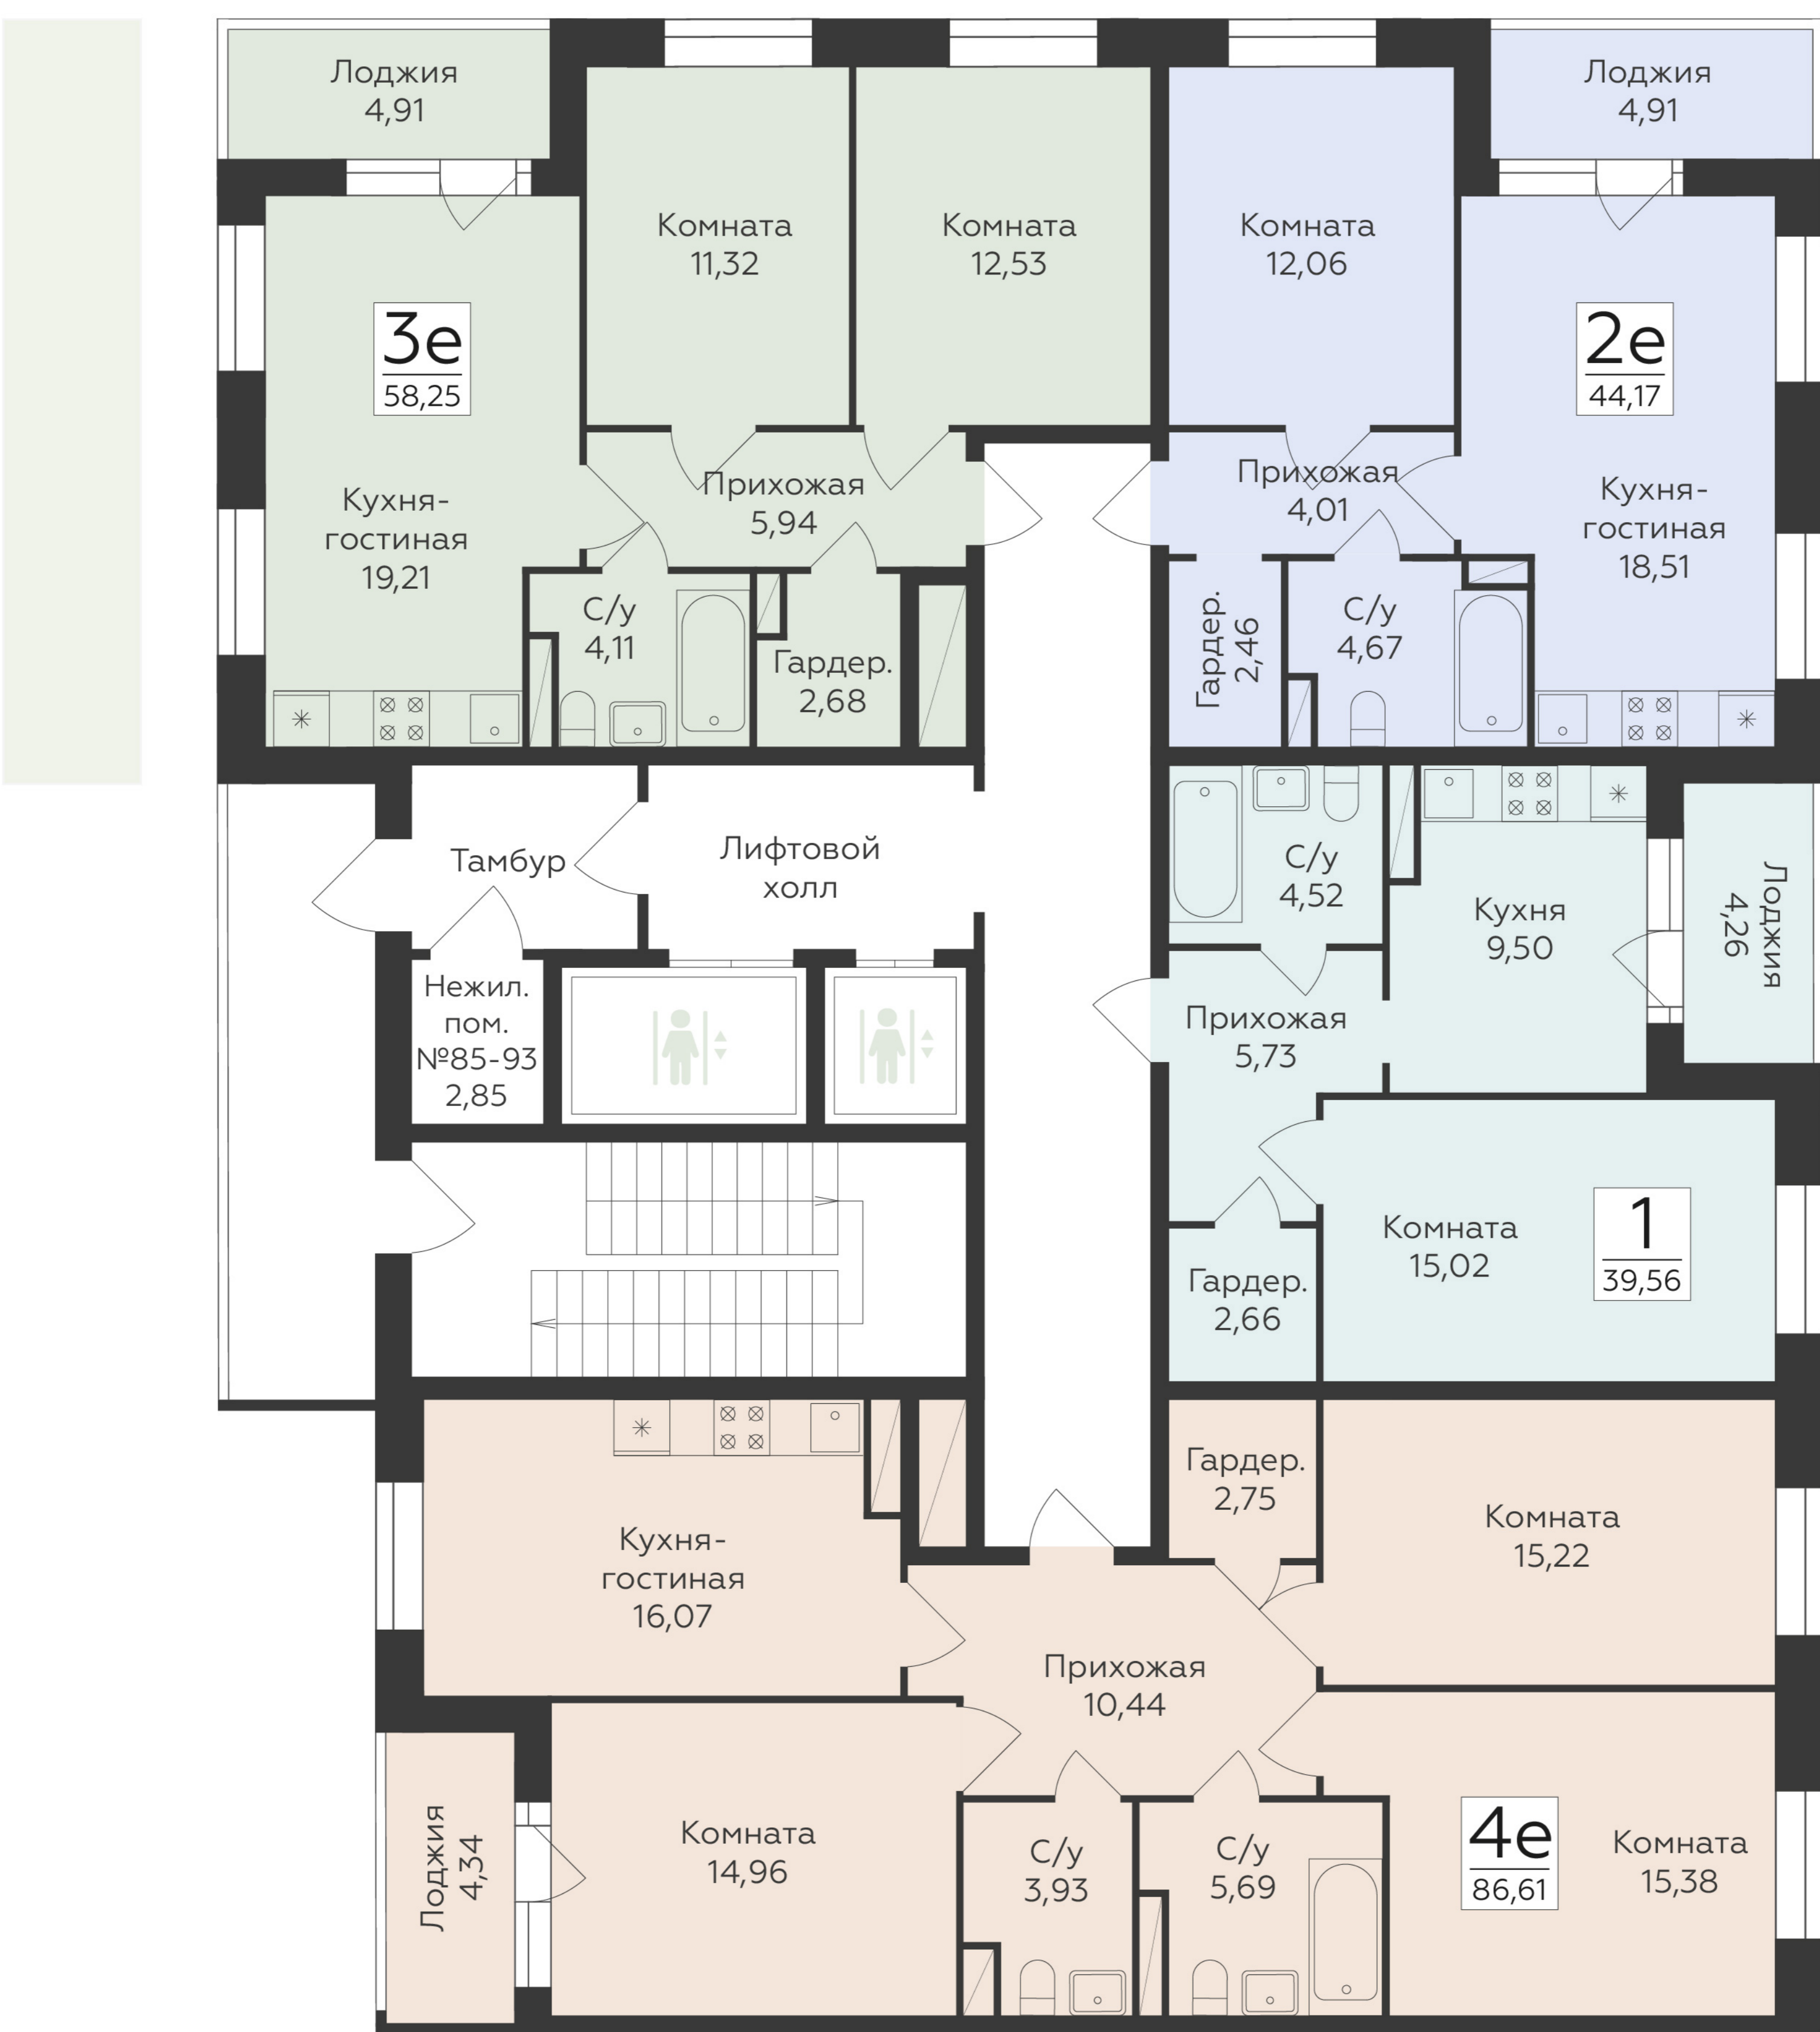 Лоджия
4,91
Комната
11,32
Комната
12,53
3е
58,25
Кухня-
гостиная
19,21
Прихожая
5,94
С/у
4,11
Гардер.
2,68
Комната
12,06
Лоджия
4,91
2е
44,17
Прихожая
4,01
Кухня-
гостиная
18,51
Гардер.
2,46
С/у
4,67
Тамбур
Лифтовой
холл
Нежил.
пом.
№85-93
2,85
С/у
4,52
Кухня
9,50
Лоджия
4,26
Прихожая
5,73
Комната
15,02
1
39,56
Гардер.
2,66
Кухня-
гостиная
16,07
Гардер.
2,75
Комната
15,22
Прихожая
10,44
Лоджия
4,34
Комната
14,96
С/у
3,93
С/у
5,69
4е
86,61
Комната
15,38